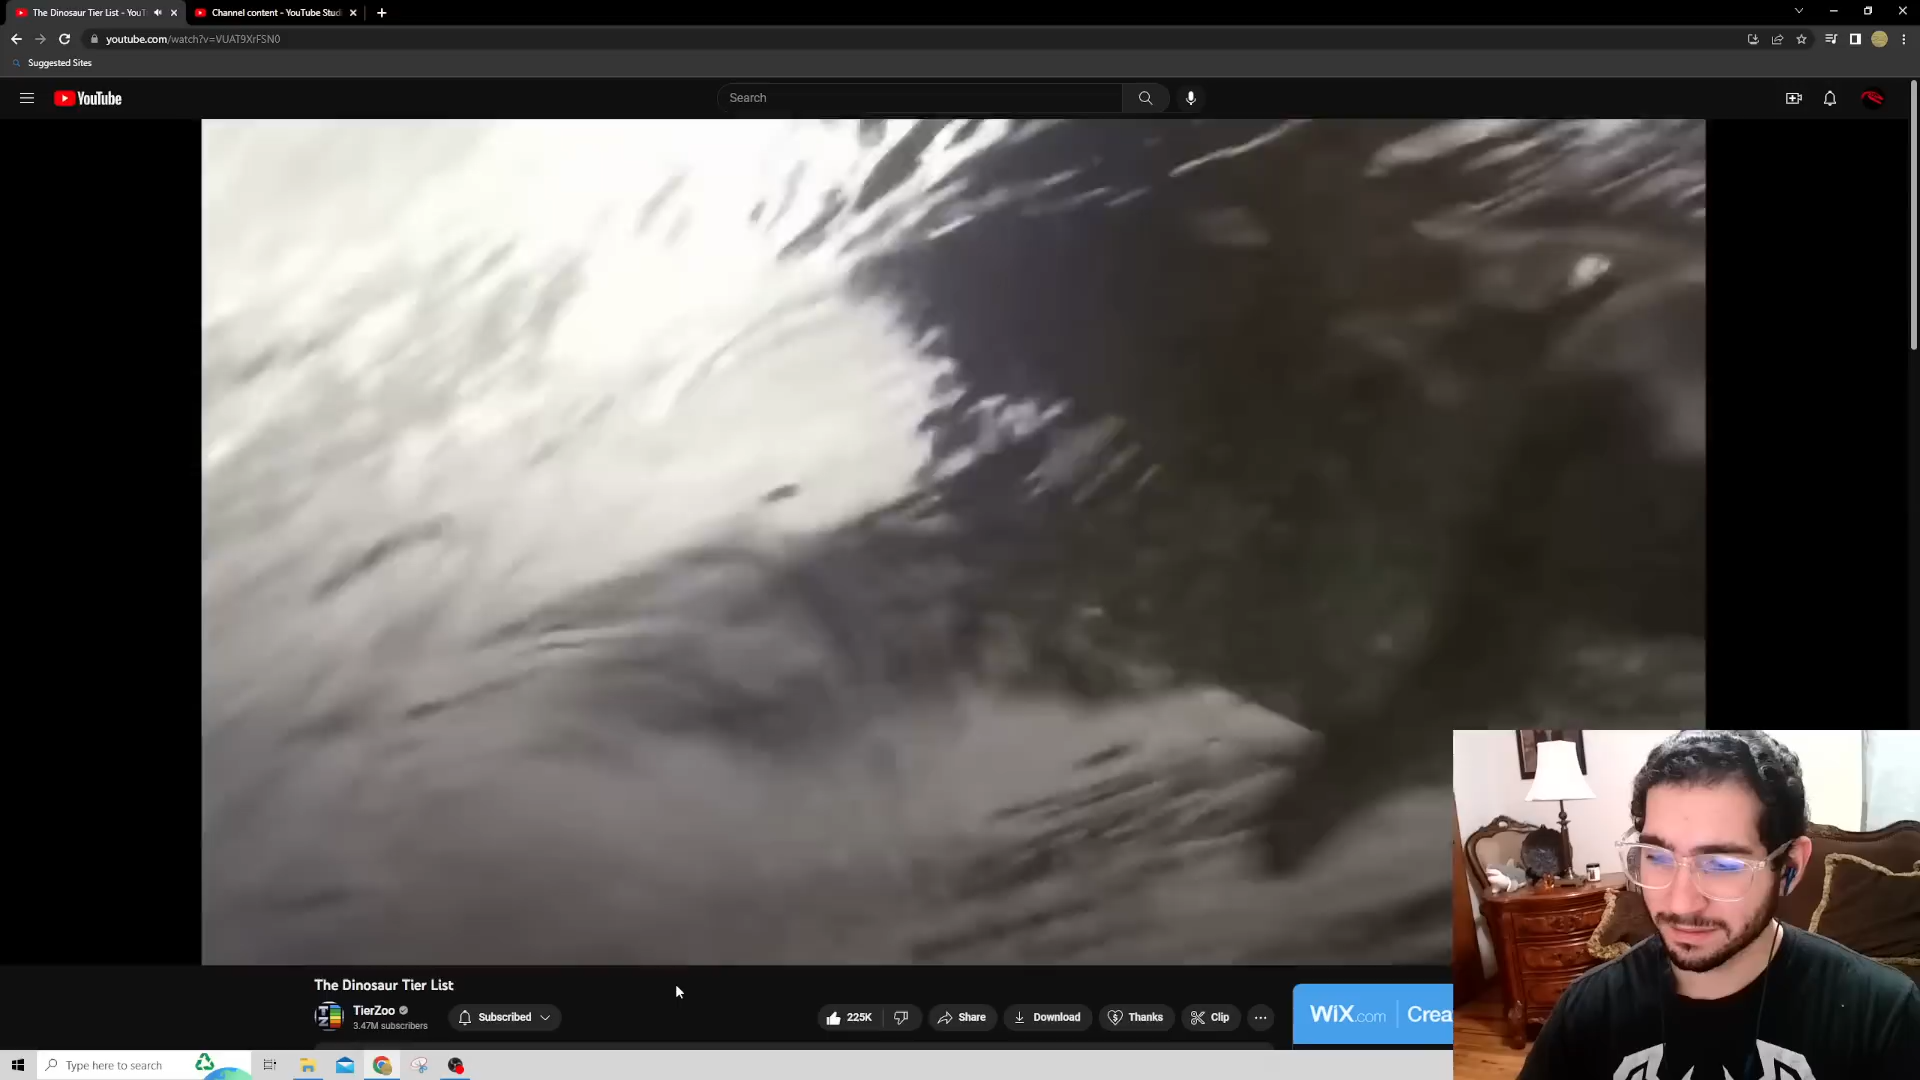 The Dinosaur Tier List - YouT
Channel content - YouTube Stud
youtube.com/watch?v=VUAT9XrFSN0
Suggested Sites
YouTube
Search
The Dinosaur Tier List
TierZoo
3.47M subscribers
Subscribed
225K
Share
Download
Thanks
Clip
WiX.com
Crea
Type here to search